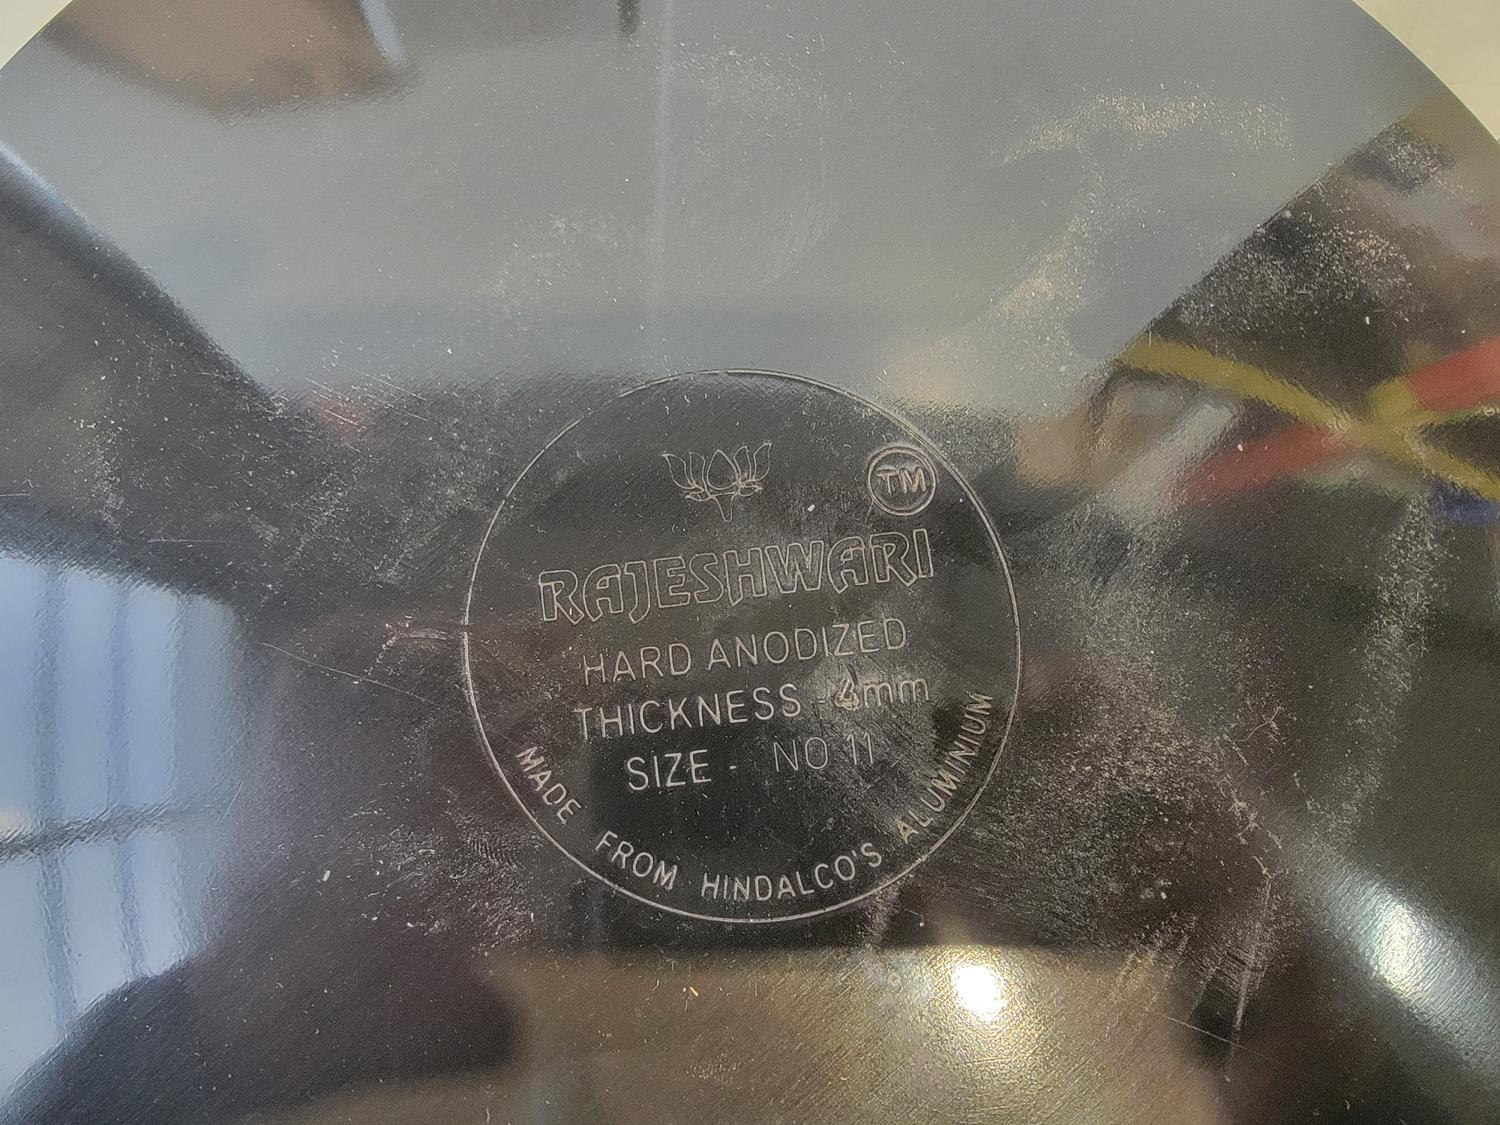 TM
RAJESHWARI
HARD ANODIZED
THICKNESS - 4mm
SIZE - NO 11
MADE FROM HINDALCO'S ALUMINIUM